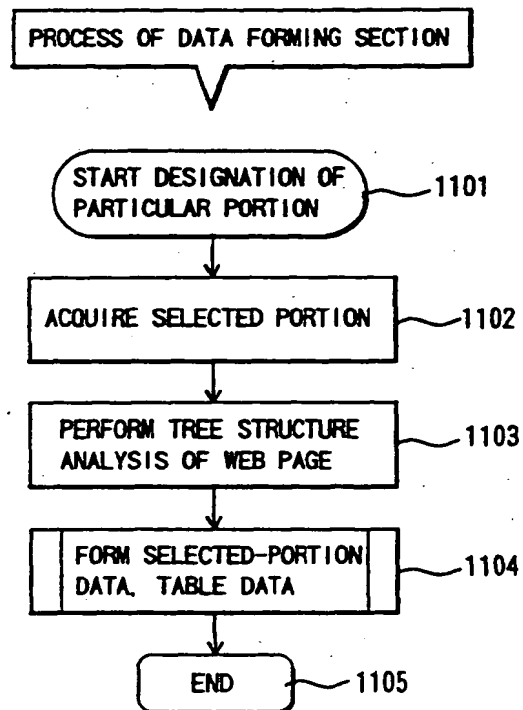 PROCESS OF DATA FORMING SECTION
START DESIGNATION OF
PARTICULAR PORTION
1101
ACQUIRE SELECTED PORTION
1102
PERFORM TREE STRUCTURE
ANALYSIS OF WEB PAGE
1103
FORM SELECTED-PORTION
DATA, TABLE DATA
1104
END
1105